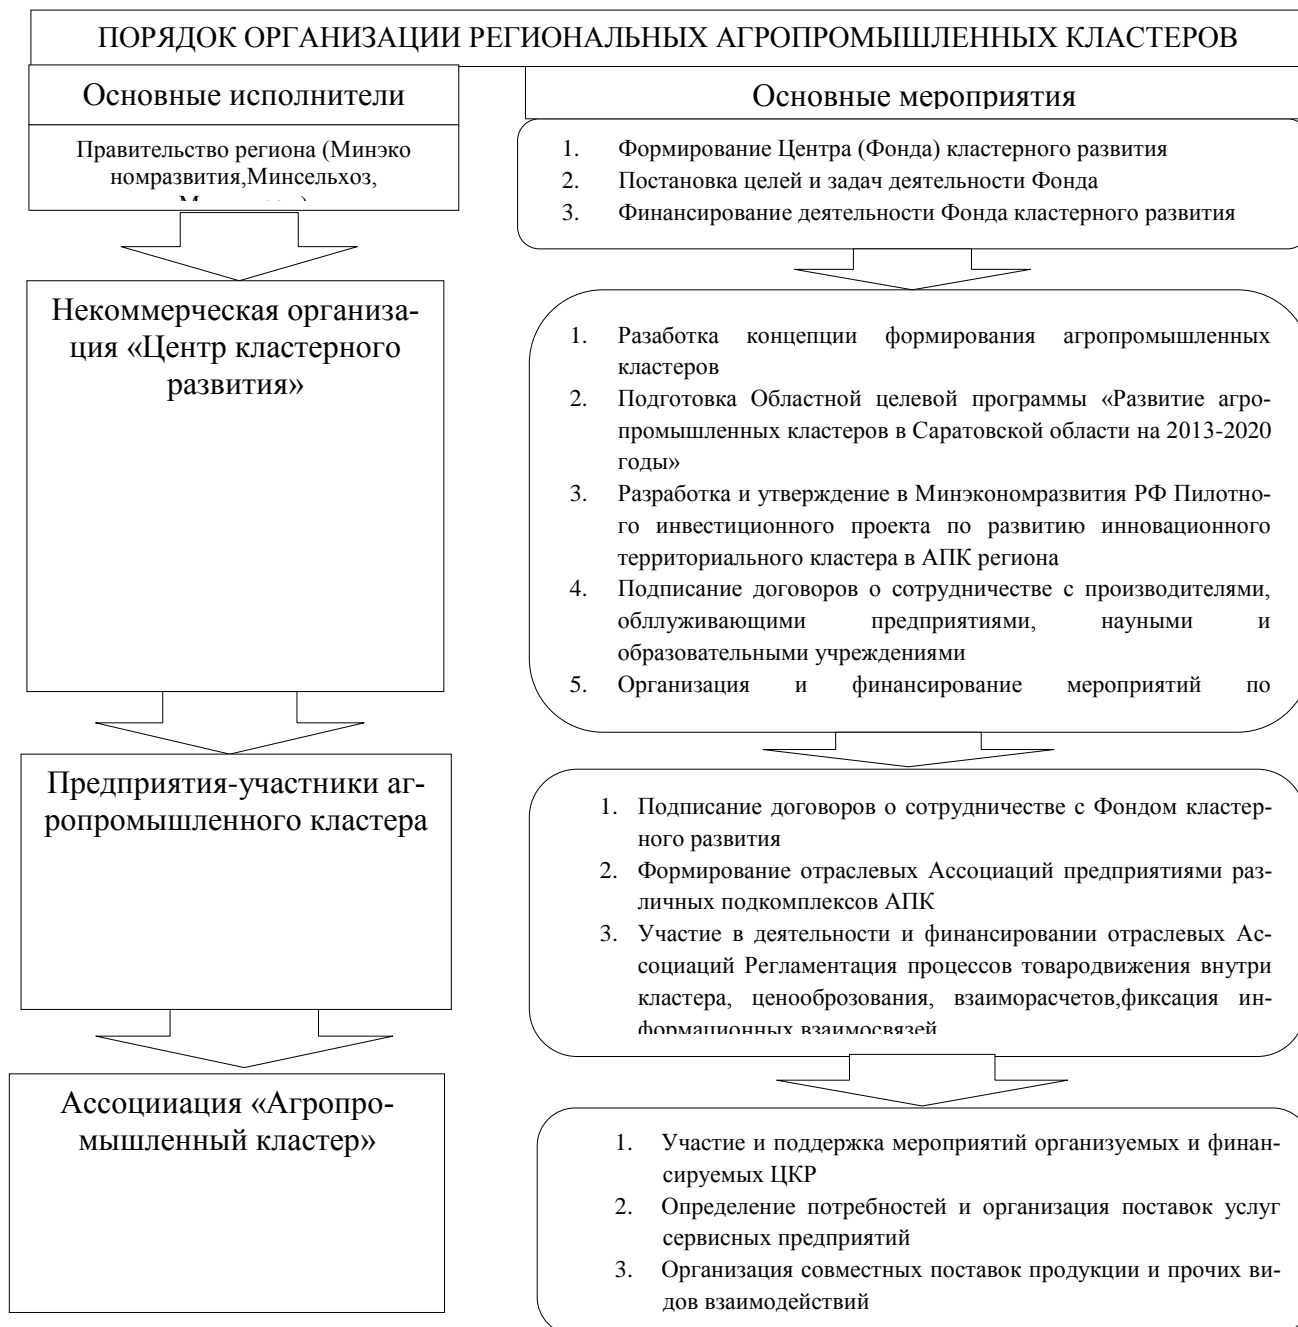 ПОРЯДОК ОРГАНИЗАЦИИ РЕГИОНАЛЬНЫХ АГРОПРОМЫШЛЕННЫХ КЛАСТЕРОВ
Основные исполнители
Основные мероприятия
Правительство региона (Минэко
номразвития,Минсельхоз,
1. Формирование Центра (Фонда) кластерного развития
2. Постановка целей и задач деятельности Фонда
3. Финансирование деятельности Фонда кластерного развития
Некоммерческая организа-
ция «Центр кластерного
развития»
1. Разаботка концепции формирования агропромышленных
кластеров
2. Подготовка Областной целевой программы «Развитие агро-
промышленных кластеров в Саратовской области на 2013-2020
годы»
3. Разработка и утверждение в Минэкономразвития РФ Пилотно-
го инвестиционного проекта по развитию инновационного
территориального кластера в АПК региона
4. Подписание договоров о сотрудничестве с производителями,
обллуживающими предприятиями, науными и
образовательными учреждениями
5. Организация и финансирование мероприятий по
Предприятия-участники аг-
ропромышленного кластера
1. Подписание договоров о сотрудничестве с Фондом кластер-
ного развития
2. Формирование отраслевых Ассоциаций предприятиями раз-
личных подкомплексов АПК
3. Участие в деятельности и финансировании отраслевых Ас-
социаций Регламентация процессов товародвижения внутри
кластера, ценооброзования, взаиморасчетов,фиксация ин-
формационных взаимосвязей
Ассоцииация «Агропро-
мышленный кластер»
1. Участие и поддержка мероприятий организуемых и финан-
сируемых ЦКР
2. Определение потребностей и организация поставок услуг
сервисных предприятий
3. Организация совместных поставок продукции и прочих ви-
дов взаимодействий